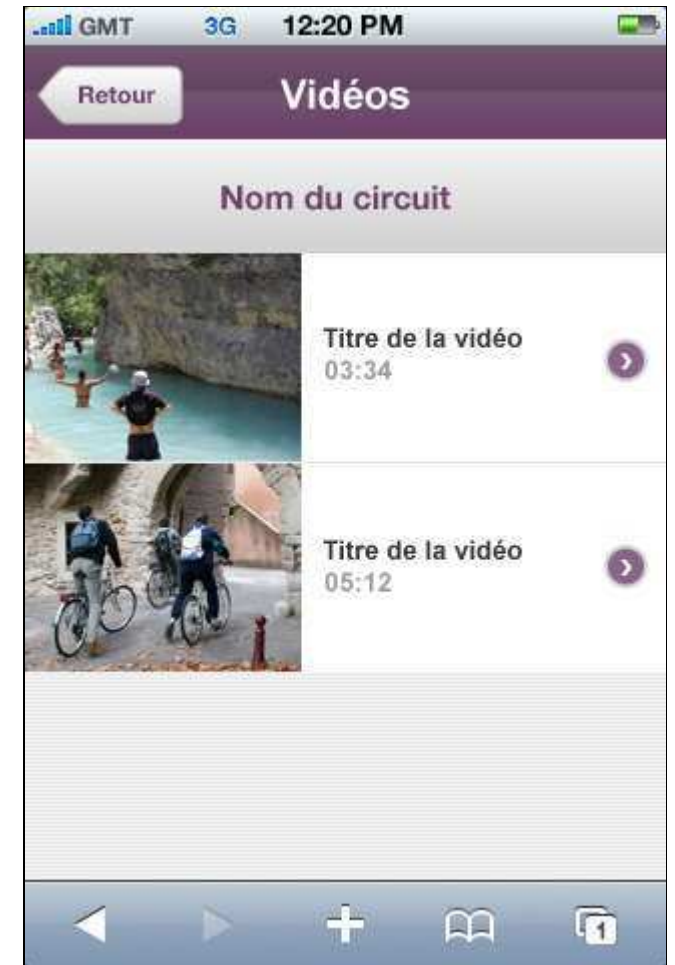 GMT 3G 12:20 PM
Retour Vidéos
Nom du circuit
Titre de la vidéo
03:34
Titre de la vidéo
05:12
1